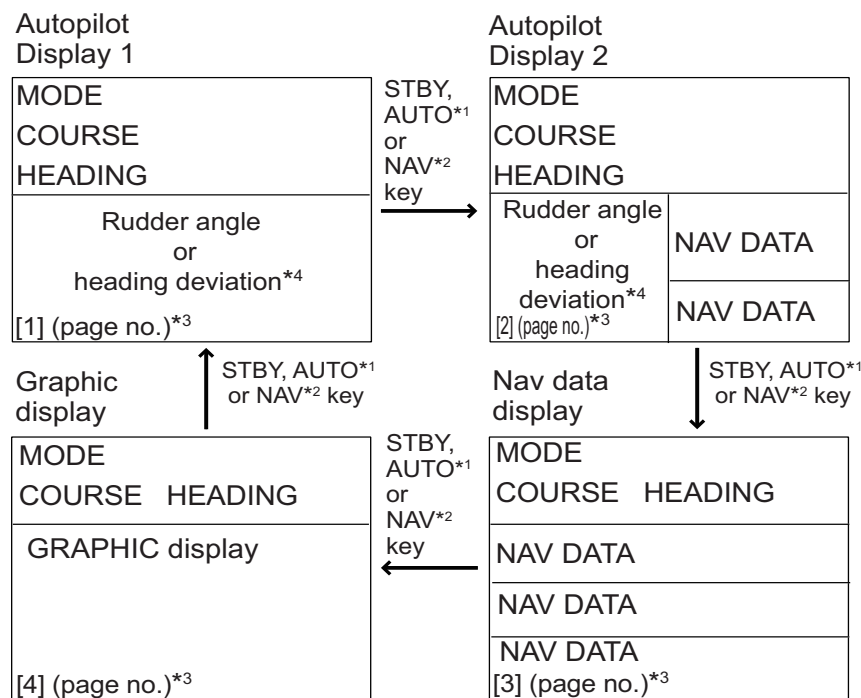 Autopilot
Display 1
MODE
COURSE
HEADING
Rudder angle
or
heading deviation*4
[1] (page no.)*3
STBY,
AUTO*1
or
NAV*2
key
Autopilot
Display 2
MODE
COURSE
HEADING
Rudder angle
or
heading
deviation*4
[2] (page no.)*3
NAV DATA
NAV DATA
STBY, AUTO*1
or NAV*2 key
Nav data
display
MODE
COURSE HEADING
NAV DATA
NAV DATA
NAV DATA
[3] (page no.)*3
STBY,
AUTO*1
or
NAV*2
key
Graphic
display
MODE
COURSE HEADING
GRAPHIC display
[4] (page no.)*3
STBY, AUTO*1
or NAV*2 key